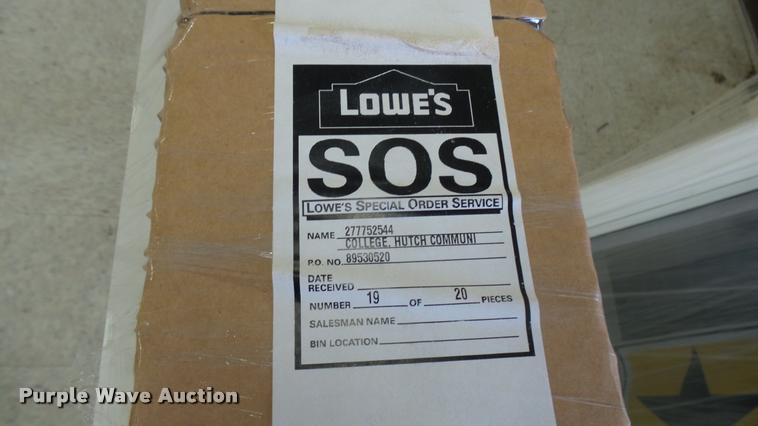 LOWE'S
SOS
LOWE'S SPECIAL ORDER SERVICE
NAME 277752544
COLLEGE, HUTCH COMMUNI
P.O. NO. 89530520
DATE
RECEIVED
NUMBER 19 OF 20 PIECES
SALESMAN NAME
BIN LOCATION
Purple Wave Auction